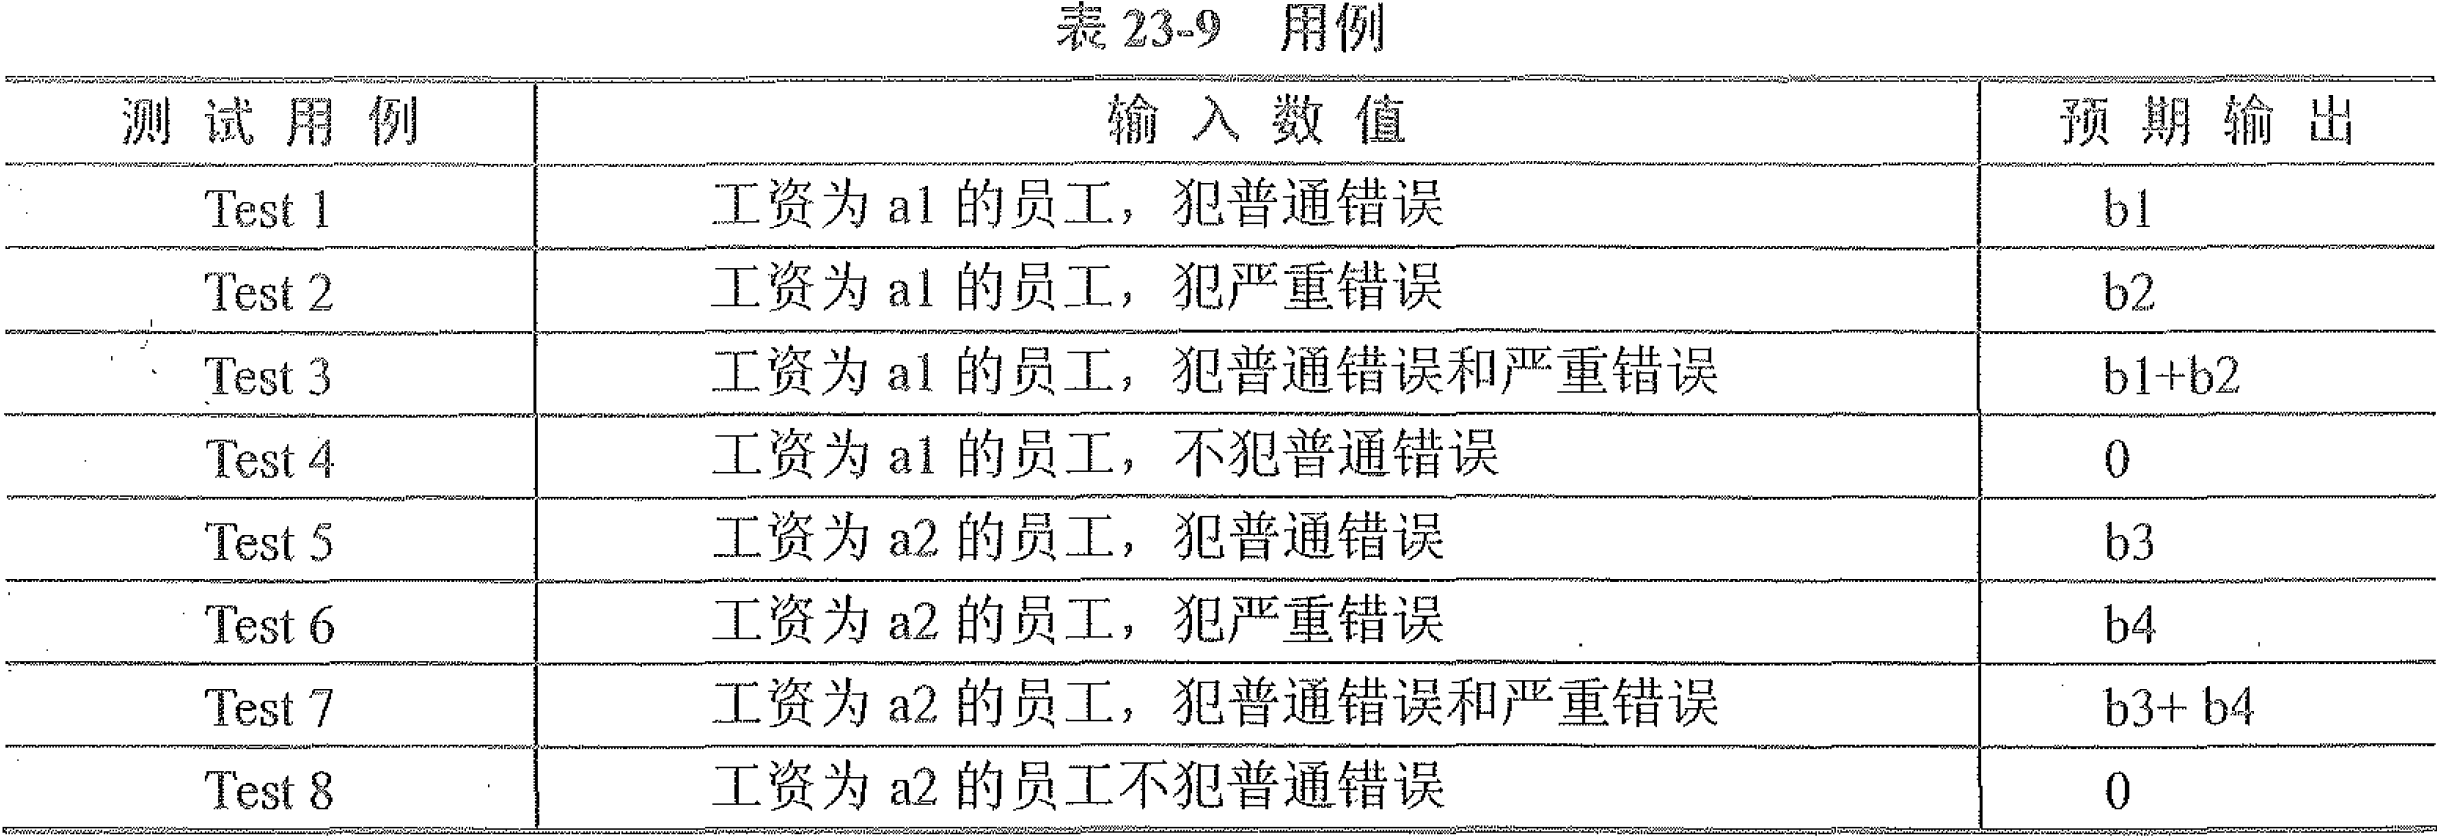 表 23-9 用例
测试用例 输入数值 预期输出
Test 1 工资为 a1 的员工，犯普通错误 b1
Test 2 工资为 a1 的员工，犯严重错误 b2
Test 3 工资为 a1 的员工，犯普通错误和严重错误 b1+b2
Test 4 工资为 a1 的员工，不犯普通错误 0
Test 5 工资为 a2 的员工，犯普通错误 b3
Test 6 工资为 a2 的员工，犯严重错误 b4
Test 7 工资为 a2 的员工，犯普通错误和严重错误 b3+ b4
Test 8 工资为 a2 的员工不犯普通错误 0